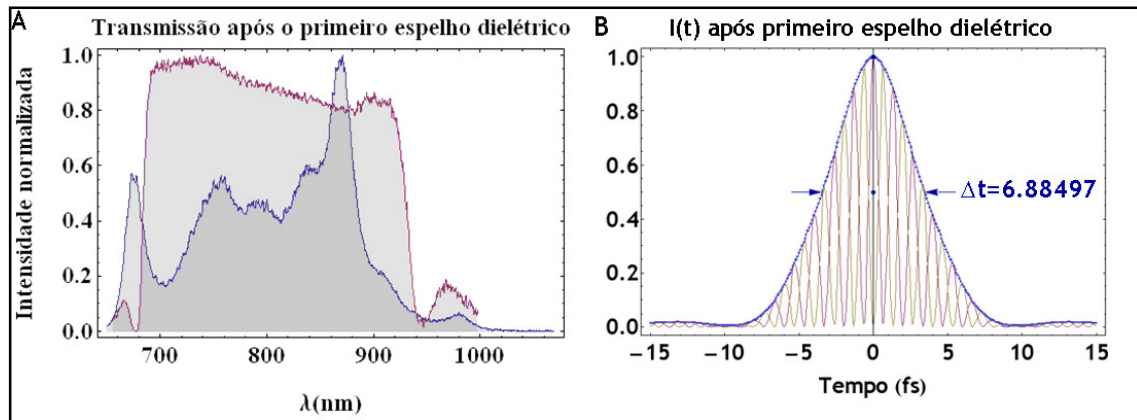 A
Transmissão após o primeiro espelho dielétrico
Intensidade normalizada
1.0
0.8
0.6
0.4
0.2
0.0
700
800
900
1000
λ(nm)
B
I(t) após primeiro espelho dielétrico
1.0
0.8
0.6
0.4
0.2
0.0
Δt=6.88497
−15
−10
−5
0
5
10
15
Tempo (fs)